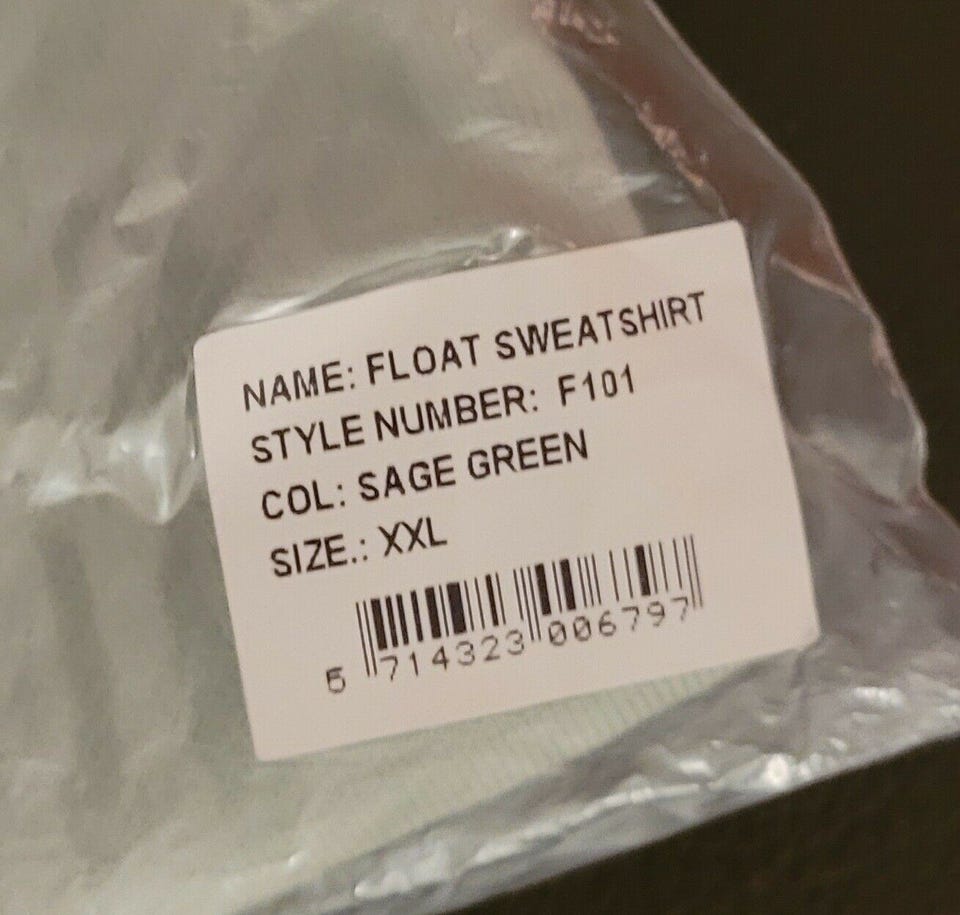 NAME: FLOAT SWEATSHIRT
STYLE NUMBER: F101
COL: SAGE GREEN
SIZE.: XXL
5 714323 006797